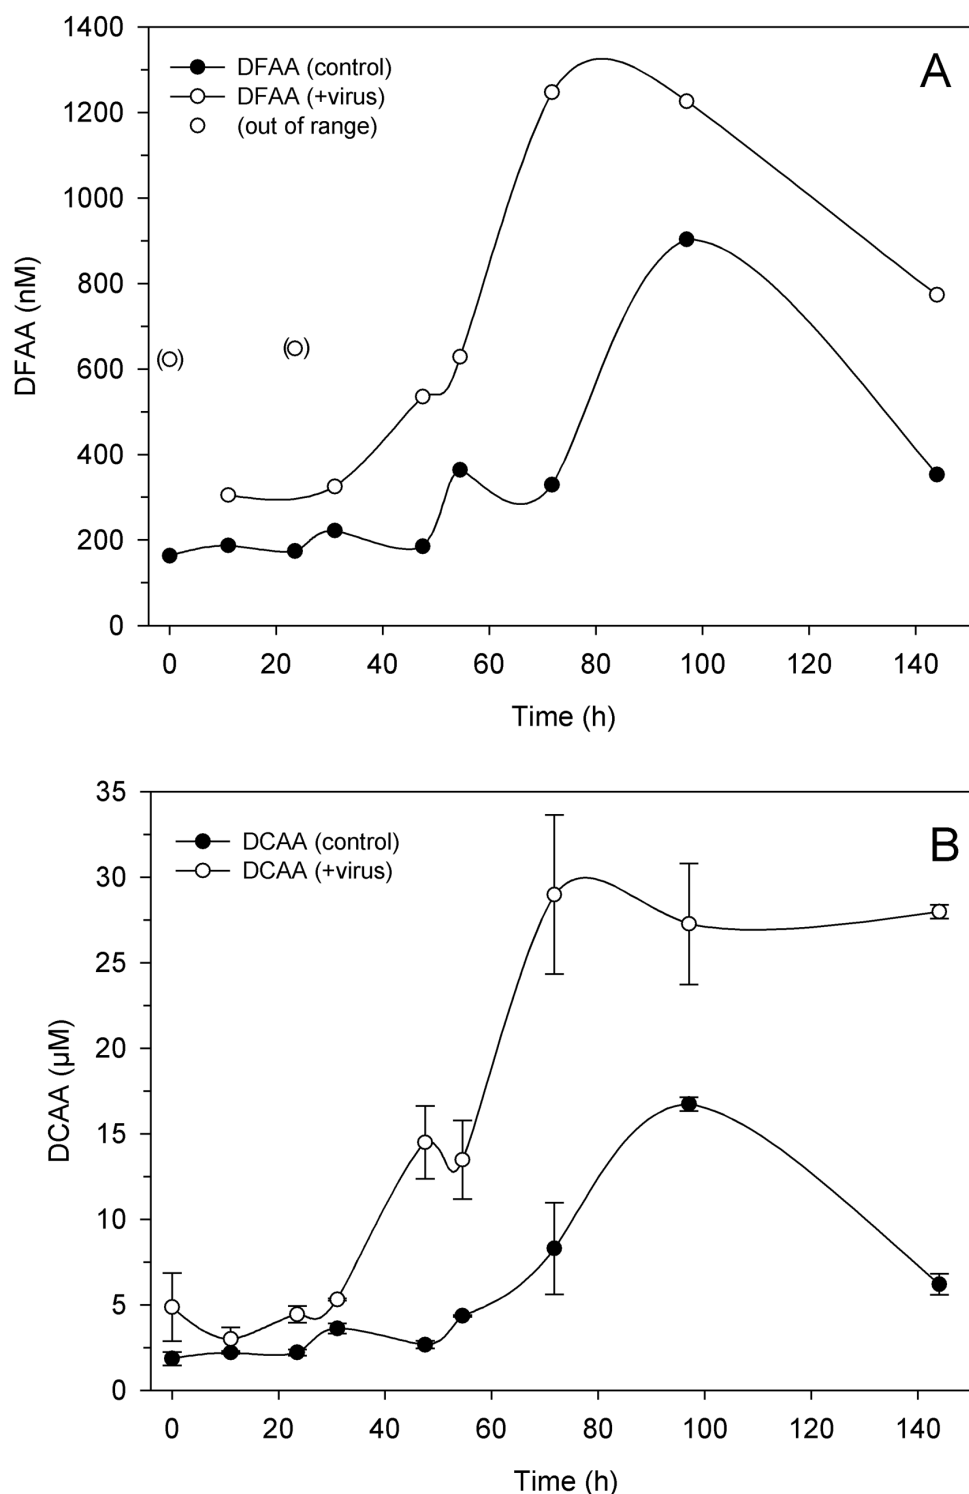 A
DFAA (control)
DFAA (+virus)
(out of range)
1400
1200
1000
800
600
400
200
0
DFAA (nM)
( )
( )
0 20 40 60 80 100 120 140
Time (h)
B
DCAA (control)
DCAA (+virus)
35
30
25
20
15
10
5
0
DCAA (µM)
0 20 40 60 80 100 120 140
Time (h)